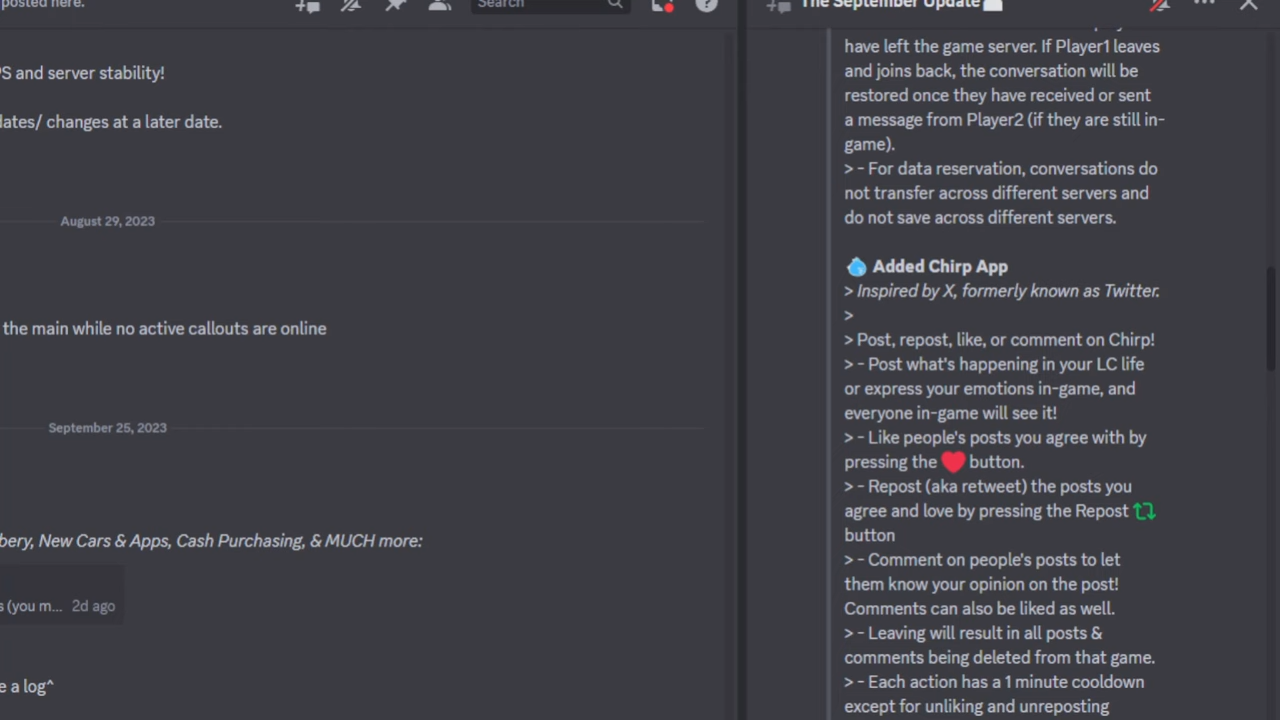 posted here.
Search
PS and server stability!
dates/ changes at a later date.
August 29, 2023
the main while no active callouts are online
September 25, 2023
bery, New Cars & Apps, Cash Purchasing, & MUCH more:
s (you m... 2d ago
e a log^
The September Update
have left the game server. If Player1 leaves
and joins back, the conversation will be
restored once they have received or sent
a message from Player2 (if they are still in-
game).
> - For data reservation, conversations do
not transfer across different servers and
do not save across different servers.
Added Chirp App
> Inspired by X, formerly known as Twitter.
>
> Post, repost, like, or comment on Chirp!
> - Post what's happening in your LC life
or express your emotions in-game, and
everyone in-game will see it!
> - Like people's posts you agree with by
pressing the ❤ button.
> - Repost (aka retweet) the posts you
agree and love by pressing the Repost
button
> - Comment on people's posts to let
them know your opinion on the post!
Comments can also be liked as well.
> - Leaving will result in all posts &
comments being deleted from that game.
> - Each action has a 1 minute cooldown
except for unliking and unreposting